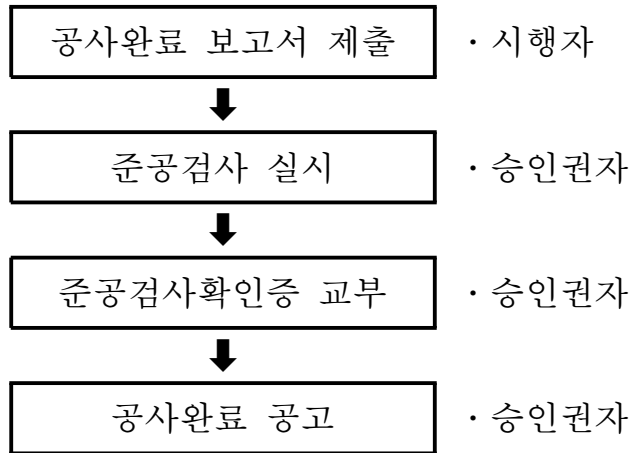 공사완료 보고서 제출 ·시행자
준공검사 실시 ·승인권자
준공검사확인증 교부 ·승인권자
공사완료 공고 ·승인권자